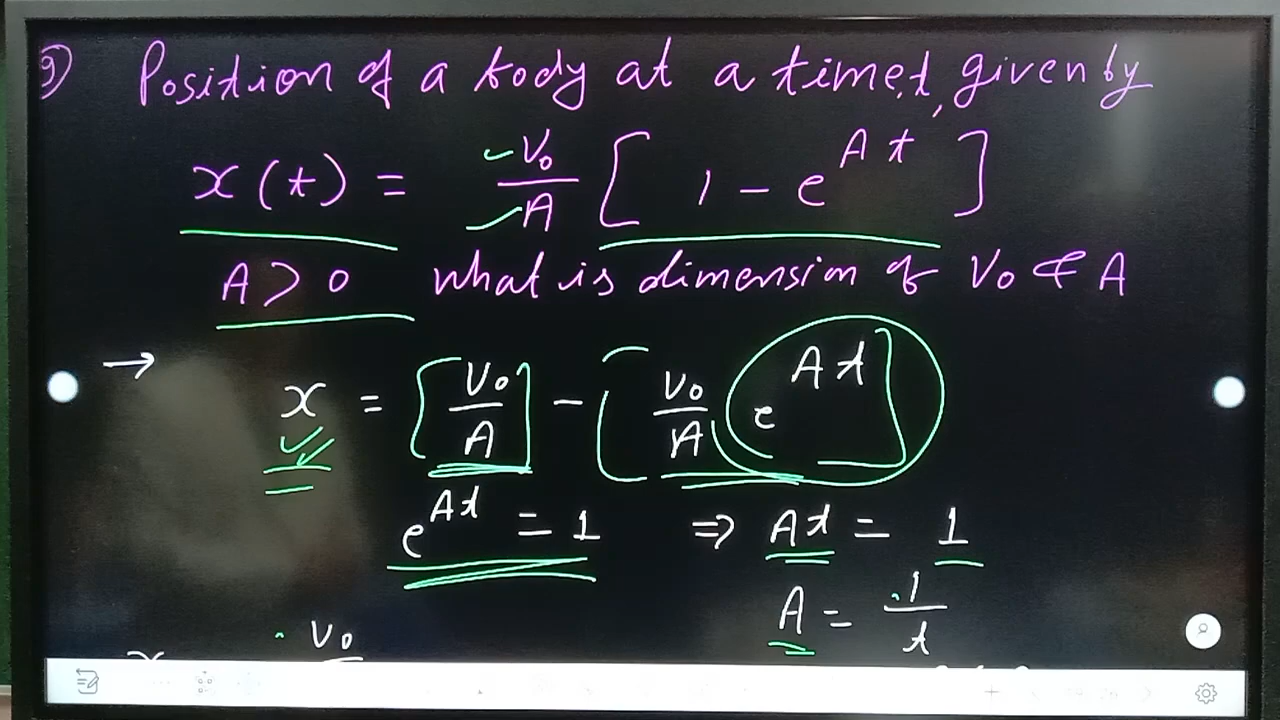 9) Position of a body at a time t, given by
x(t) = V₀/A [ 1 - e^{At} ]
A > 0 what is dimension of V₀ & A
→ x = [V₀/A] - [V₀/A e^{At}]
e^{At} = 1 ⇒ At = 1
A = 1/t
V₀